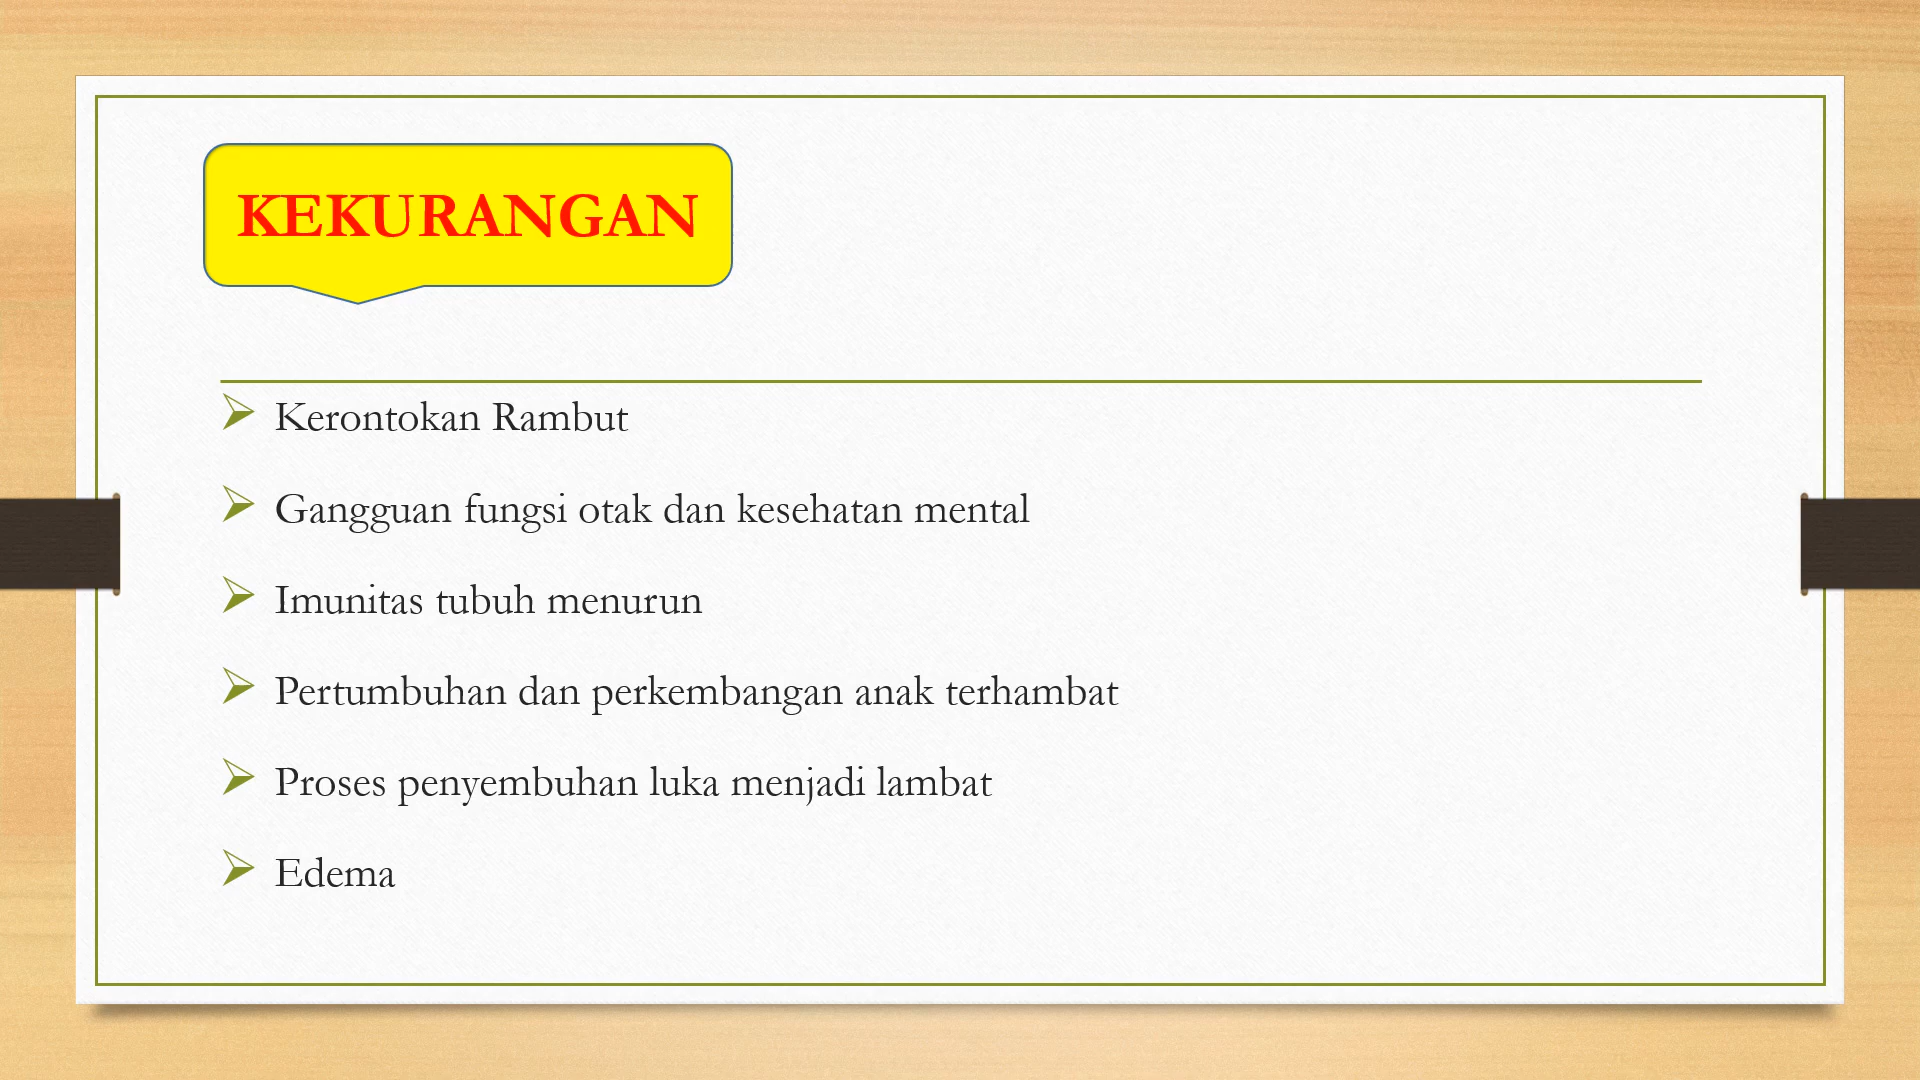 KEKURANGAN
Kerontokan Rambut
Gangguan fungsi otak dan kesehatan mental
Imunitas tubuh menurun
Pertumbuhan dan perkembangan anak terhambat
Proses penyembuhan luka menjadi lambat
Edema